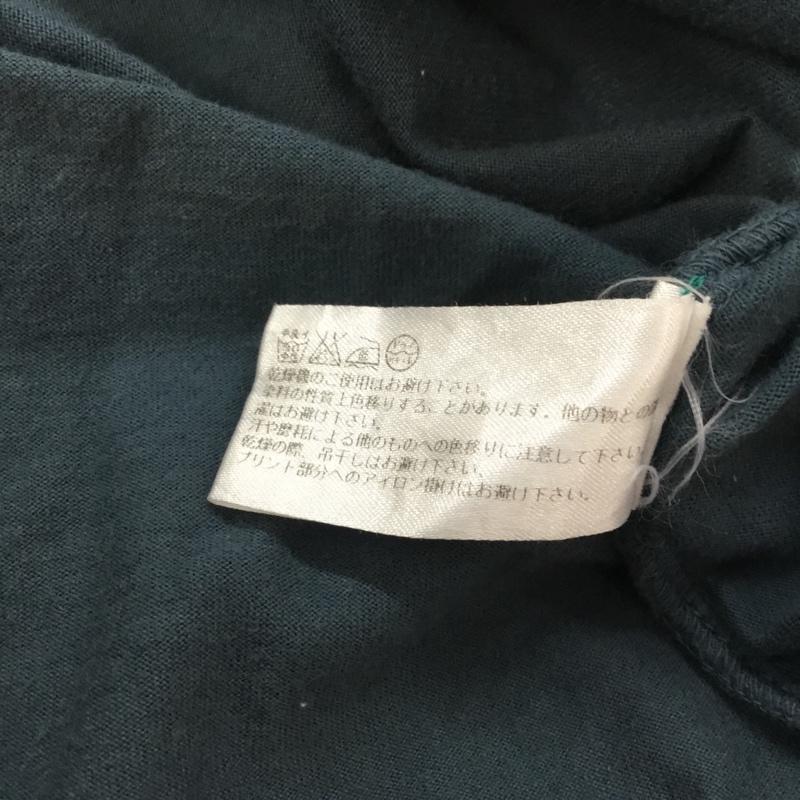 手洗イ
乾燥機のご使用はお避け下さい。
染料の性質上色移りする、とがあります。他の物との
濯はお避け下さい。
汗や磨耗による他のものへの色移りに注意して下さい
乾燥の際、吊干しはお避け下さい。
プリント部分へのアイロン掛けはお避け下さい。